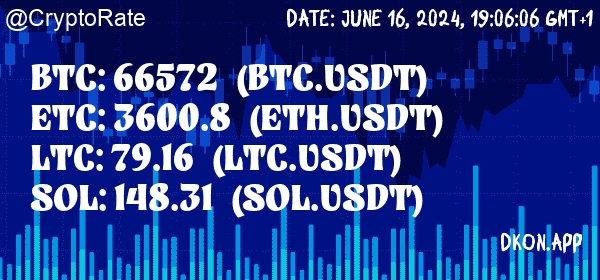 @CryptoRate
DATE: JUNE 16, 2024, 19:06:06 GMT+1
BTC: 66572 (BTC.USDT)
ETC: 3600.8 (ETH.USDT)
LTC: 79.16 (LTC.USDT)
SOL: 148.31 (SOL.USDT)
DKON.APP